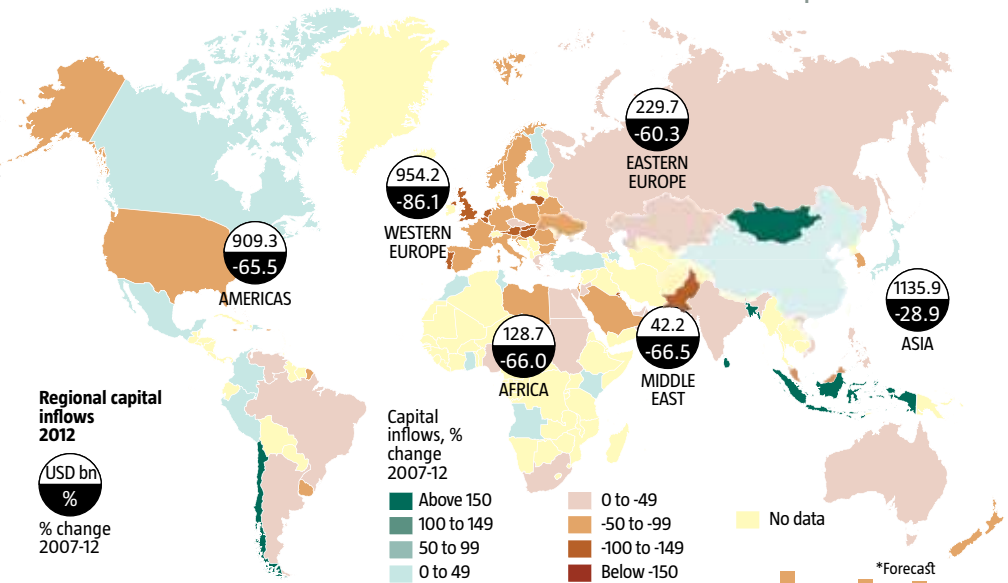 229.7
-60.3
EASTERN
EUROPE
954.2
-86.1
WESTERN
EUROPE
909.3
-65.5
AMERICAS
1135.9
-28.9
ASIA
128.7
-66.0
AFRICA
42.2
-66.5
MIDDLE
EAST
Regional capital
inflows
2012
USD bn
%
% change
2007-12
Capital
inflows, %
change
2007-12
Above 150
100 to 149
50 to 99
0 to 49
0 to -49
-50 to -99
-100 to -149
Below -150
No data
*Forecast